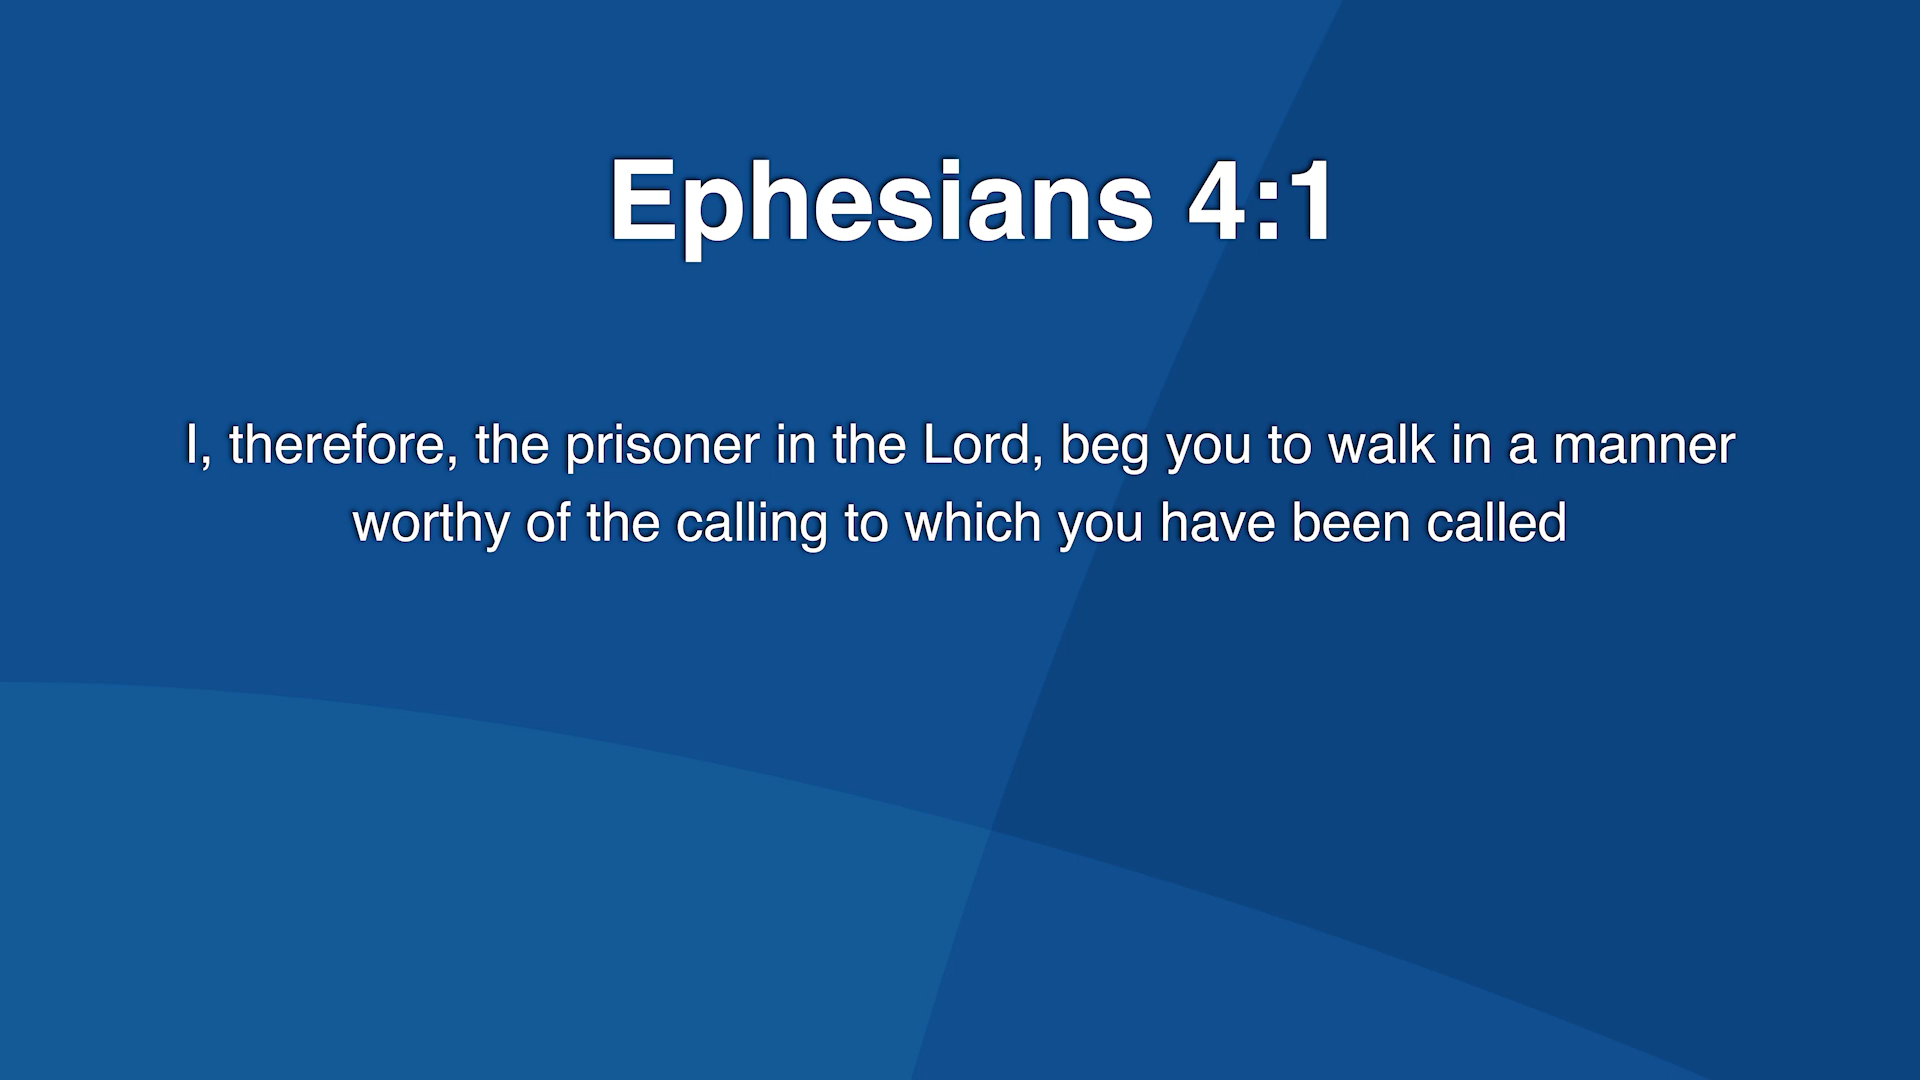 Ephesians 4:1
I, therefore, the prisoner in the Lord, beg you to walk in a manner
worthy of the calling to which you have been called